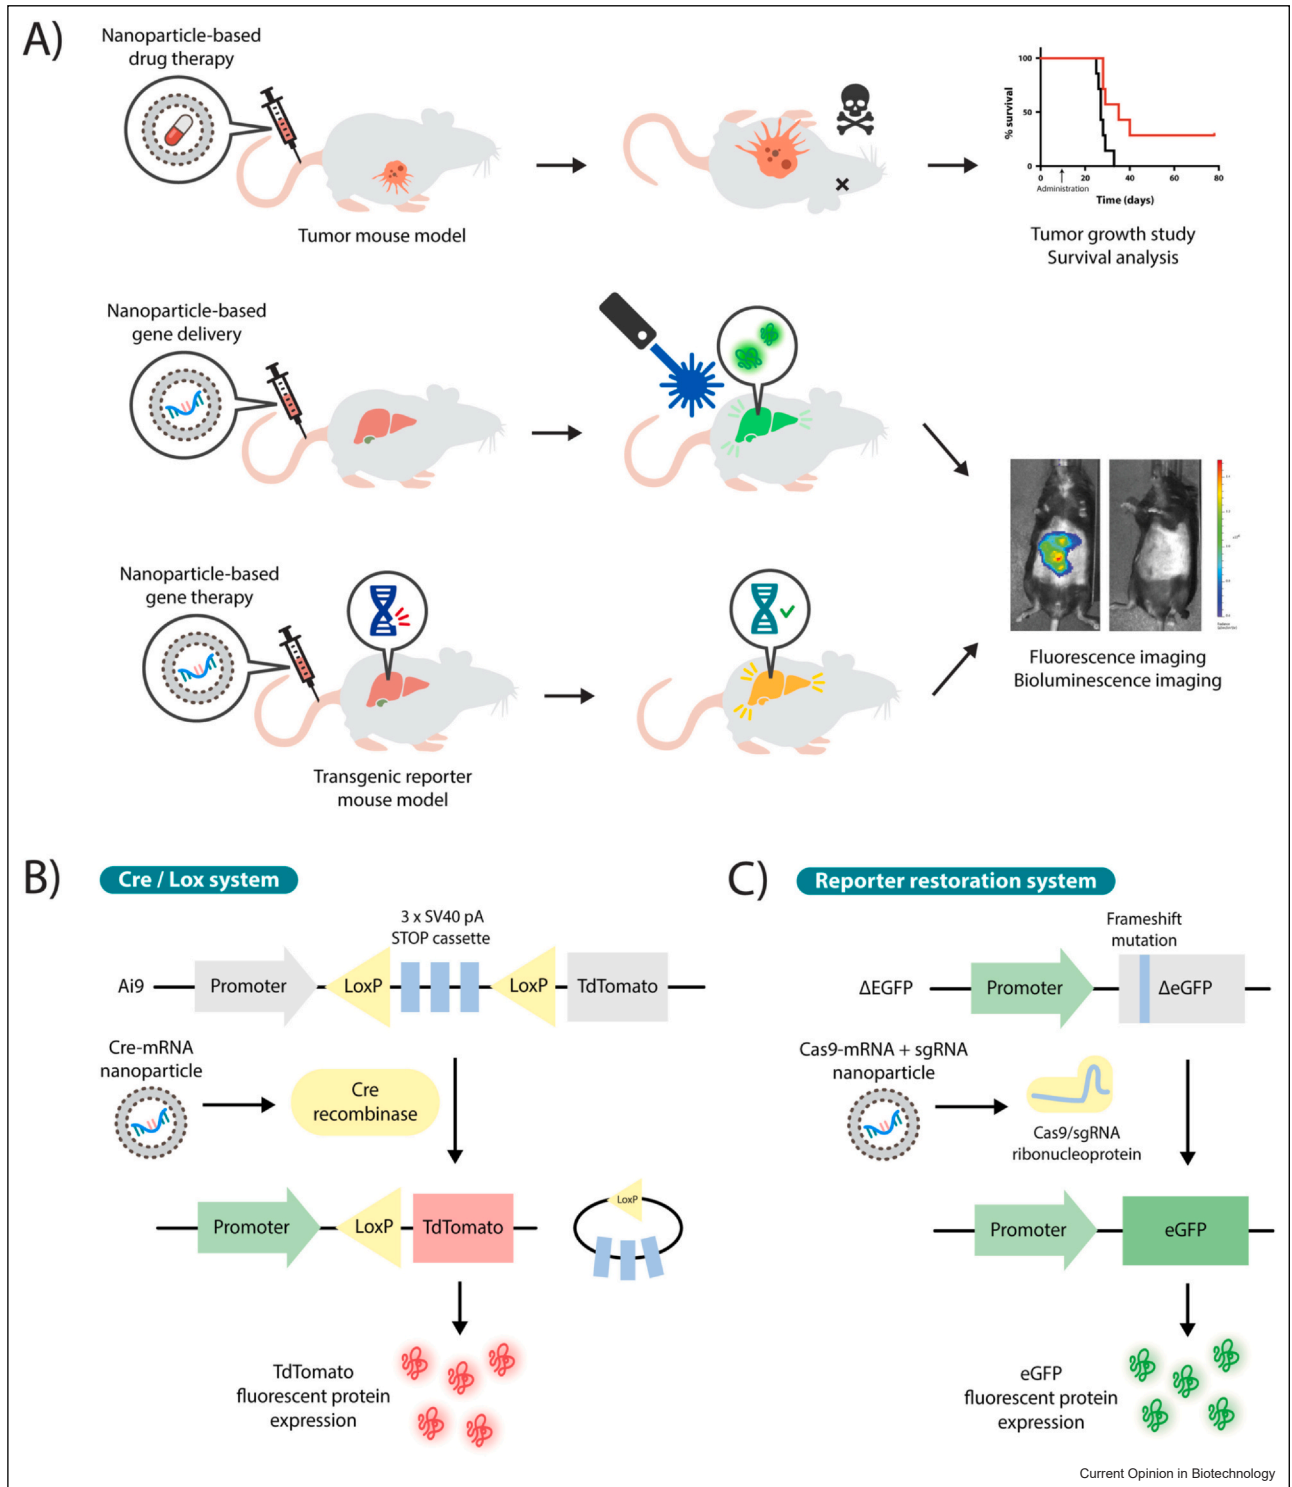 A)
Nanoparticle-based
drug therapy
Tumor mouse model
% survival
100
50
0
0
20
40
60
80
Administration
Time (days)
Tumor growth study
Survival analysis
Nanoparticle-based
gene delivery
Nanoparticle-based
gene therapy
Transgenic reporter
mouse model
Fluorescence imaging
Bioluminescence imaging
B)
Cre / Lox system
3 x SV40 pA
STOP cassette
Ai9
Promoter
LoxP
LoxP
TdTomato
Cre-mRNA
nanoparticle
Cre
recombinase
Promoter
LoxP
TdTomato
LoxP
TdTomato
fluorescent protein
expression
C)
Reporter restoration system
Frameshift
mutation
ΔEGFP
Promoter
ΔeGFP
Cas9-mRNA + sgRNA
nanoparticle
Cas9/sgRNA
ribonucleoprotein
Promoter
eGFP
eGFP
fluorescent protein
expression
Current Opinion in Biotechnology